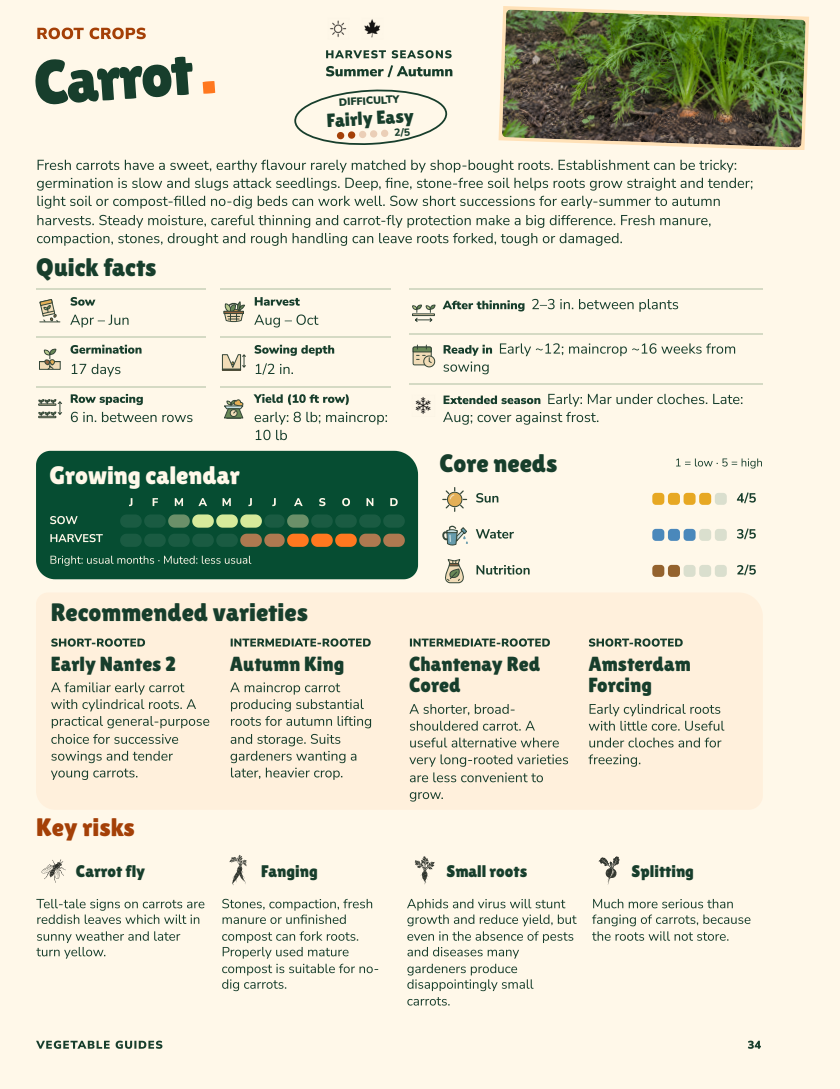 ROOT CROPS
Carrot.
HARVEST SEASONS
Summer / Autumn
DIFFICULTY
Fairly Easy
2/5
Fresh carrots have a sweet, earthy flavour rarely matched by shop-bought roots. Establishment can be tricky:
germination is slow and slugs attack seedlings. Deep, fine, stone-free soil helps roots grow straight and tender;
light soil or compost-filled no-dig beds can work well. Sow short successions for early-summer to autumn
harvests. Steady moisture, careful thinning and carrot-fly protection make a big difference. Fresh manure,
compaction, stones, drought and rough handling can leave roots forked, tough or damaged.
Quick facts
Sow
Apr – Jun
Harvest
Aug – Oct
After thinning 2–3 in. between plants
Germination
17 days
Sowing depth
1/2 in.
Ready in Early ~12; maincrop ~16 weeks from
sowing
Row spacing
6 in. between rows
Yield (10 ft row)
early: 8 lb; maincrop:
10 lb
Extended season Early: Mar under cloches. Late:
Aug; cover against frost.
Growing calendar
J F M A M J J A S O N D
SOW
HARVEST
Bright: usual months · Muted: less usual
Core needs
1 = low · 5 = high
Sun 4/5
Water 3/5
Nutrition 2/5
Recommended varieties
SHORT-ROOTED
Early Nantes 2
A familiar early carrot
with cylindrical roots. A
practical general-purpose
choice for successive
sowings and tender
young carrots.
INTERMEDIATE-ROOTED
Autumn King
A maincrop carrot
producing substantial
roots for autumn lifting
and storage. Suits
gardeners wanting a
later, heavier crop.
INTERMEDIATE-ROOTED
Chantenay Red
Cored
A shorter, broad-
shouldered carrot. A
useful alternative where
very long-rooted varieties
are less convenient to
grow.
SHORT-ROOTED
Amsterdam
Forcing
Early cylindrical roots
with little core. Useful
under cloches and for
freezing.
Key risks
Carrot fly
Tell-tale signs on carrots are
reddish leaves which wilt in
sunny weather and later
turn yellow.
Fanging
Stones, compaction, fresh
manure or unfinished
compost can fork roots.
Properly used mature
compost is suitable for no-
dig carrots.
Small roots
Aphids and virus will stunt
growth and reduce yield, but
even in the absence of pests
and diseases many
gardeners produce
disappointingly small
carrots.
Splitting
Much more serious than
fanging of carrots, because
the roots will not store.
VEGETABLE GUIDES
34